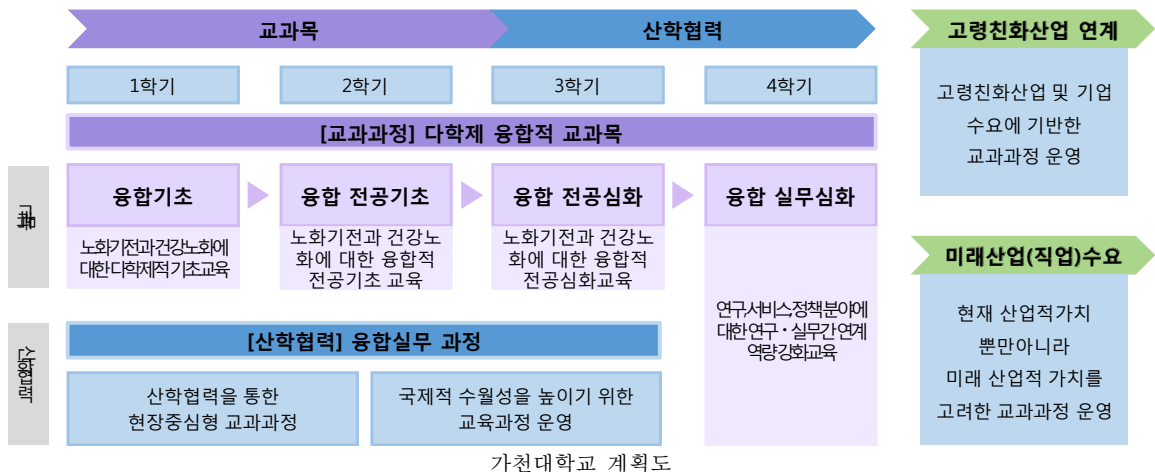 교과목
산학협력
1학기
2학기
3학기
4학기
[교과과정] 다학제 융합적 교과목
교과목
융합기초
융합 전공기초
융합 전공심화
융합 실무심화
노화기전과 건강노화에
대한 다학제적 기초교육
노화기전과 건강노
화에 대한 융합적
전공기초 교육
노화기전과 건강노
화에 대한 융합적
전공심화교육
연구,서비스,정책분야에
대한 연구・실무간 연계
역량 강화교육
산학협력
[산학협력] 융합실무 과정
산학협력을 통한
현장중심형 교과과정
국제적 수월성을 높이기 위한
교육과정 운영
고령친화산업 연계
고령친화산업 및 기업
수요에 기반한
교과과정 운영
미래산업(직업)수요
현재 산업적가치
뿐만아니라
미래 산업적 가치를
고려한 교과과정 운영
가천대학교 계획도